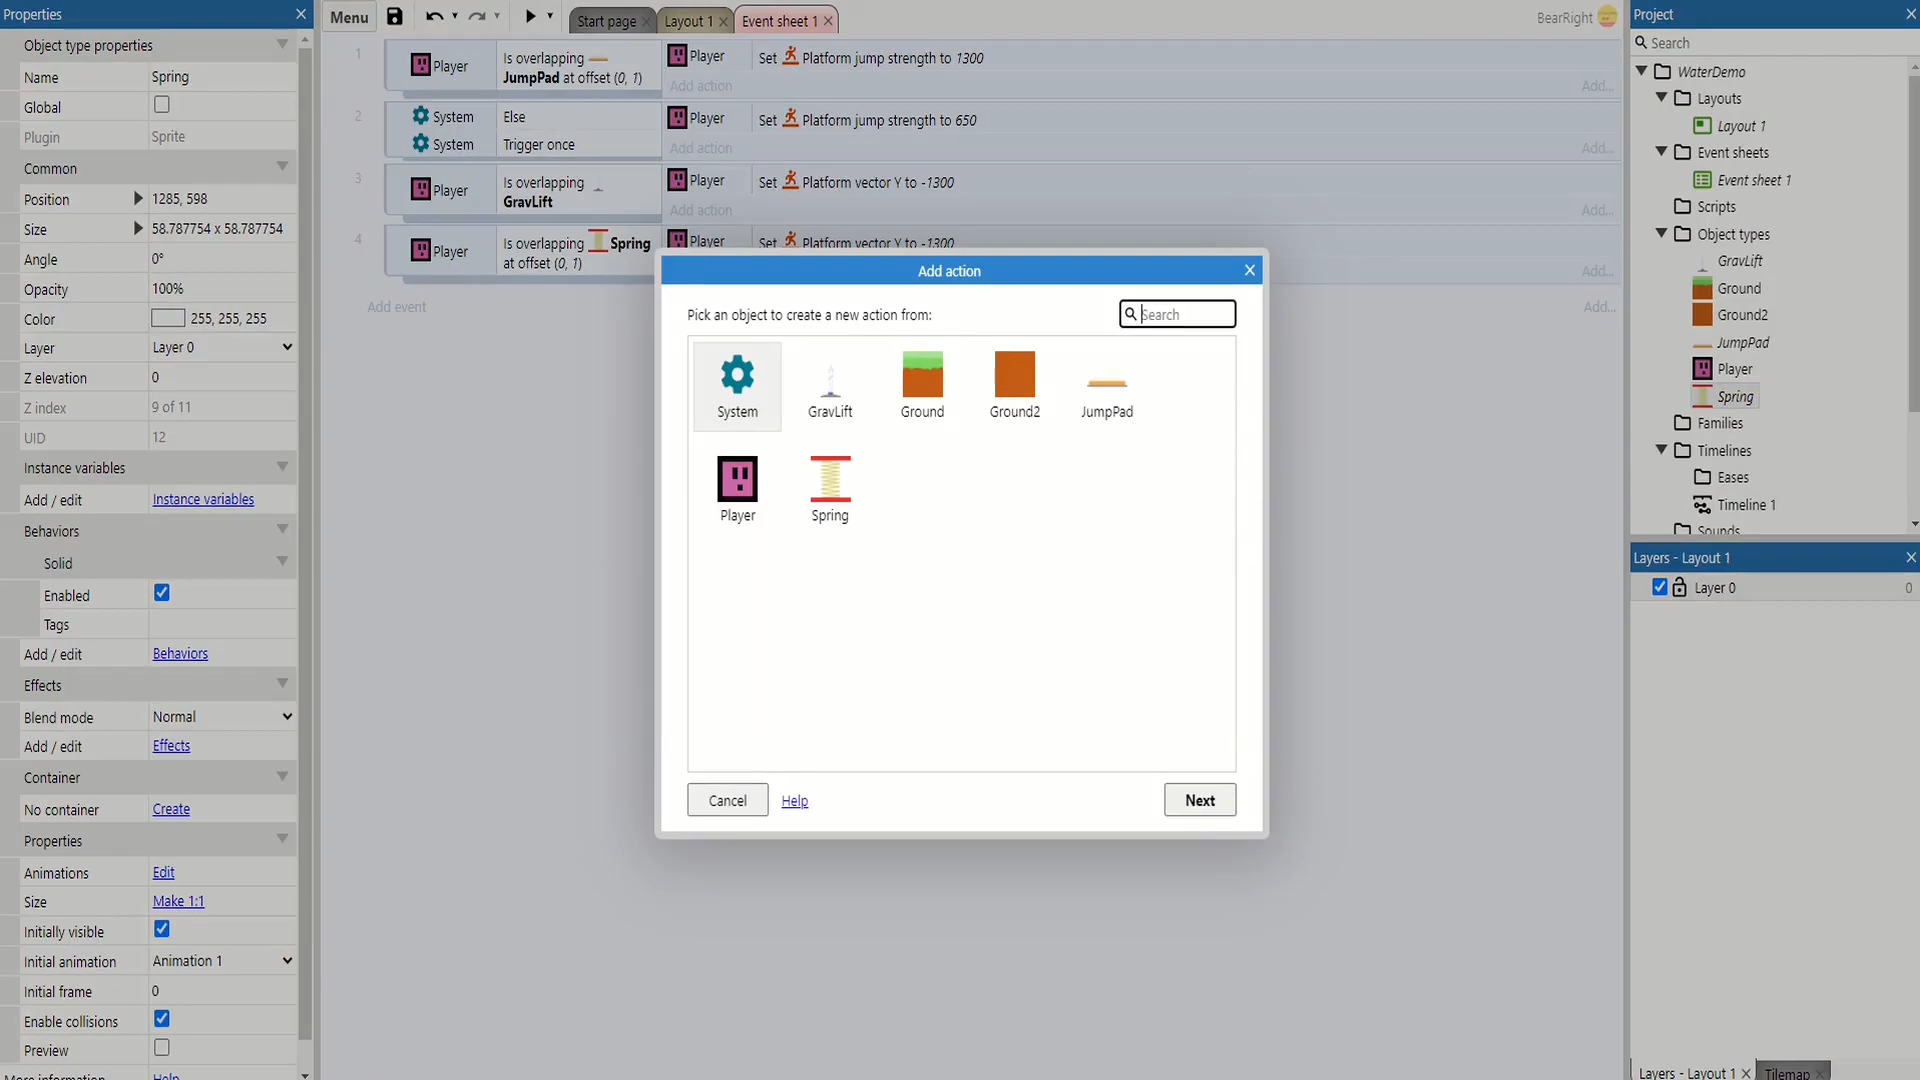 Properties
Object type properties
Name Spring
Global
Plugin Sprite
Common
Position 1285, 598
Size 58.787754 x 58.787754
Angle 0°
Opacity 100%
Color 255, 255, 255
Layer Layer 0
Z elevation 0
Z index 9 of 11
UID 12
Instance variables
Add / edit Instance variables
Behaviors
Solid
Enabled
Tags
Add / edit Behaviors
Effects
Blend mode Normal
Add / edit Effects
Container
No container Create
Properties
Animations Edit
Size Make 1:1
Initially visible
Initial animation Animation 1
Initial frame 0
Enable collisions
Preview
More information Help
Menu
Start page
Layout 1
Event sheet 1
BearRight
1
Player
Is overlapping
JumpPad at offset (0, 1)
Player Set Platform jump strength to 1300
Add action Add...
2
System Else
System Trigger once
Player Set Platform jump strength to 650
Add action Add...
3
Player
Is overlapping
GravLift
Player Set Platform vector Y to -1300
Add action Add...
4
Player
Is overlapping Spring
at offset (0, 1)
Player Set Platform vector Y to -1300
Add...
Add event Add...
Add action
Pick an object to create a new action from:
Search
System
GravLift
Ground
Ground2
JumpPad
Player
Spring
Cancel
Help
Next
Project
Search
WaterDemo
Layouts
Layout 1
Event sheets
Event sheet 1
Scripts
Object types
GravLift
Ground
Ground2
JumpPad
Player
Spring
Families
Timelines
Eases
Timeline 1
Sounds
Layers - Layout 1
Layer 0 0
Layers - Layout 1
Tilemap